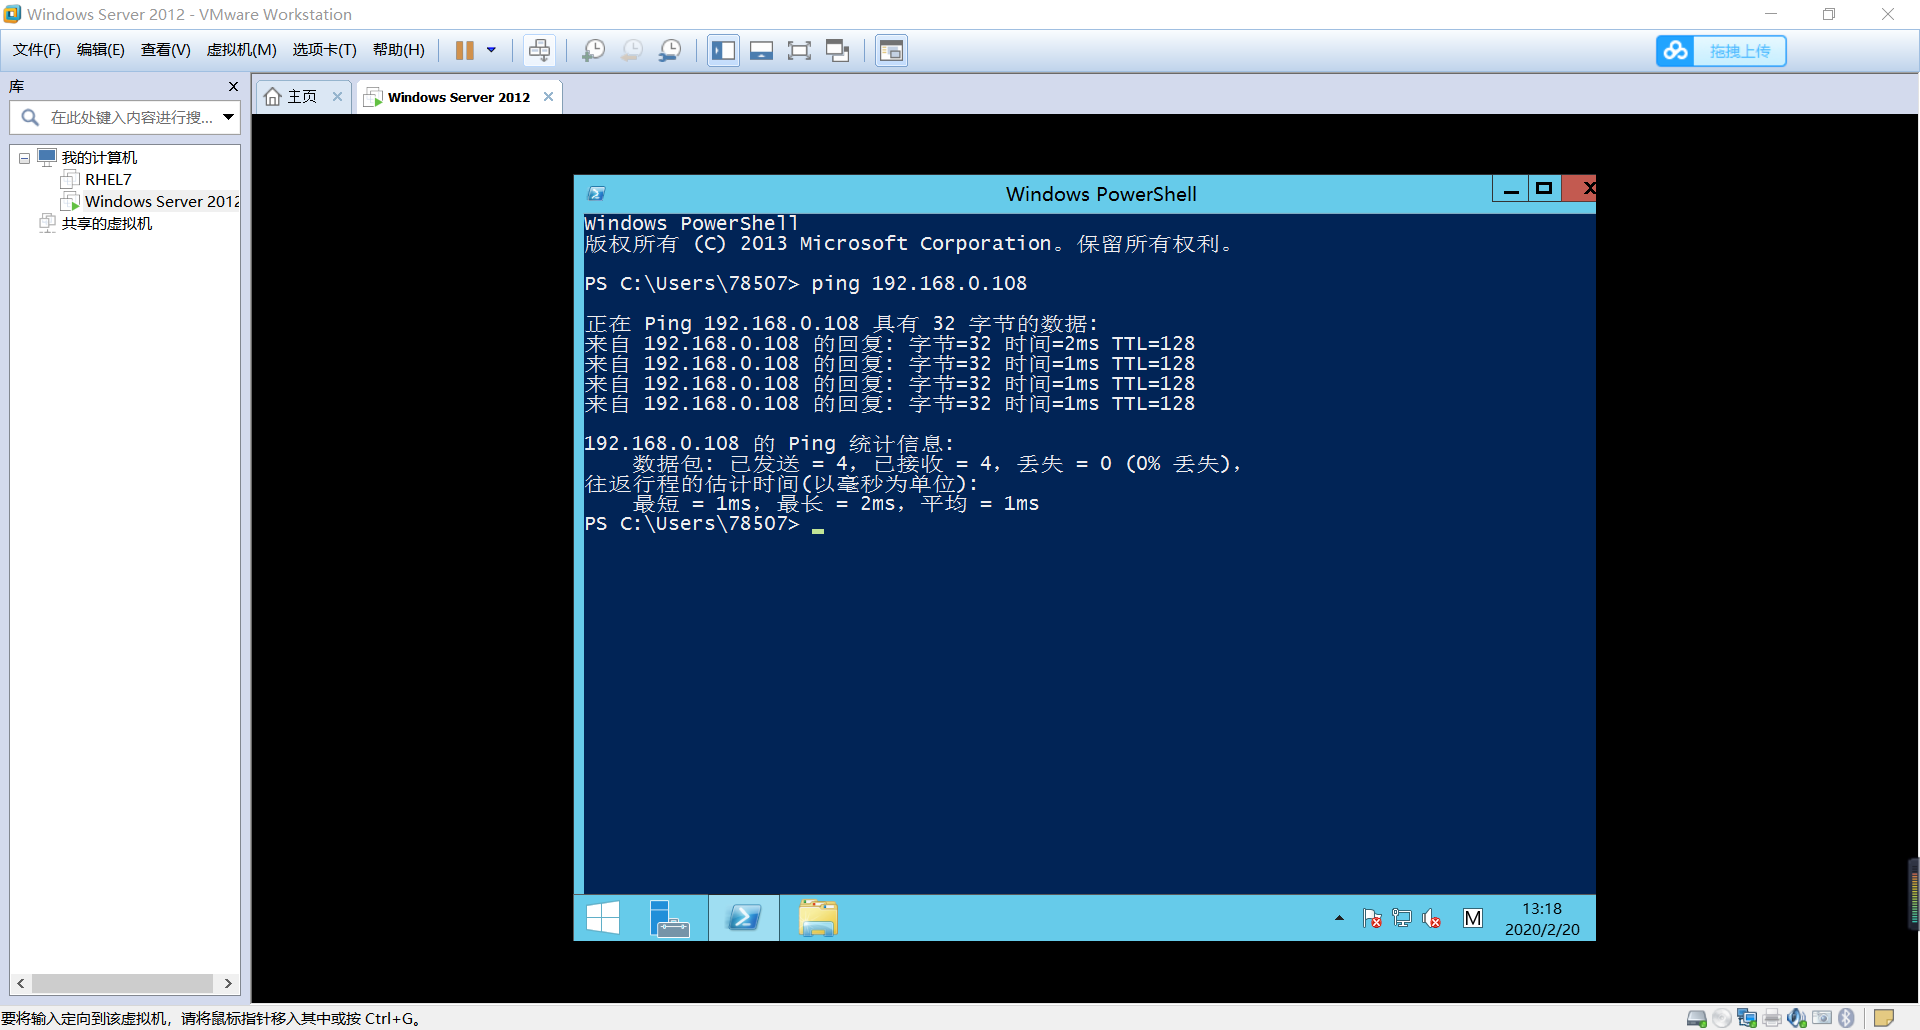 Windows Server 2012 - VMware Workstation
文件(F) 编辑(E) 查看(V) 虚拟机(M) 选项卡(T) 帮助(H)
拖拽上传
库
在此处键入内容进行搜...
主页
Windows Server 2012
我的计算机
RHEL7
Windows Server 2012
共享的虚拟机
Windows PowerShell
Windows PowerShell
版权所有 (C) 2013 Microsoft Corporation。保留所有权利。
PS C:\Users\78507> ping 192.168.0.108
正在 Ping 192.168.0.108 具有 32 字节的数据:
来自 192.168.0.108 的回复: 字节=32 时间=2ms TTL=128
来自 192.168.0.108 的回复: 字节=32 时间=1ms TTL=128
来自 192.168.0.108 的回复: 字节=32 时间=1ms TTL=128
来自 192.168.0.108 的回复: 字节=32 时间=1ms TTL=128
192.168.0.108 的 Ping 统计信息:
数据包: 已发送 = 4，已接收 = 4，丢失 = 0 (0% 丢失)，
往返行程的估计时间(以毫秒为单位):
最短 = 1ms，最长 = 2ms，平均 = 1ms
PS C:\Users\78507>
M
13:18
2020/2/20
要将输入定向到该虚拟机，请将鼠标指针移入其中或按 Ctrl+G。